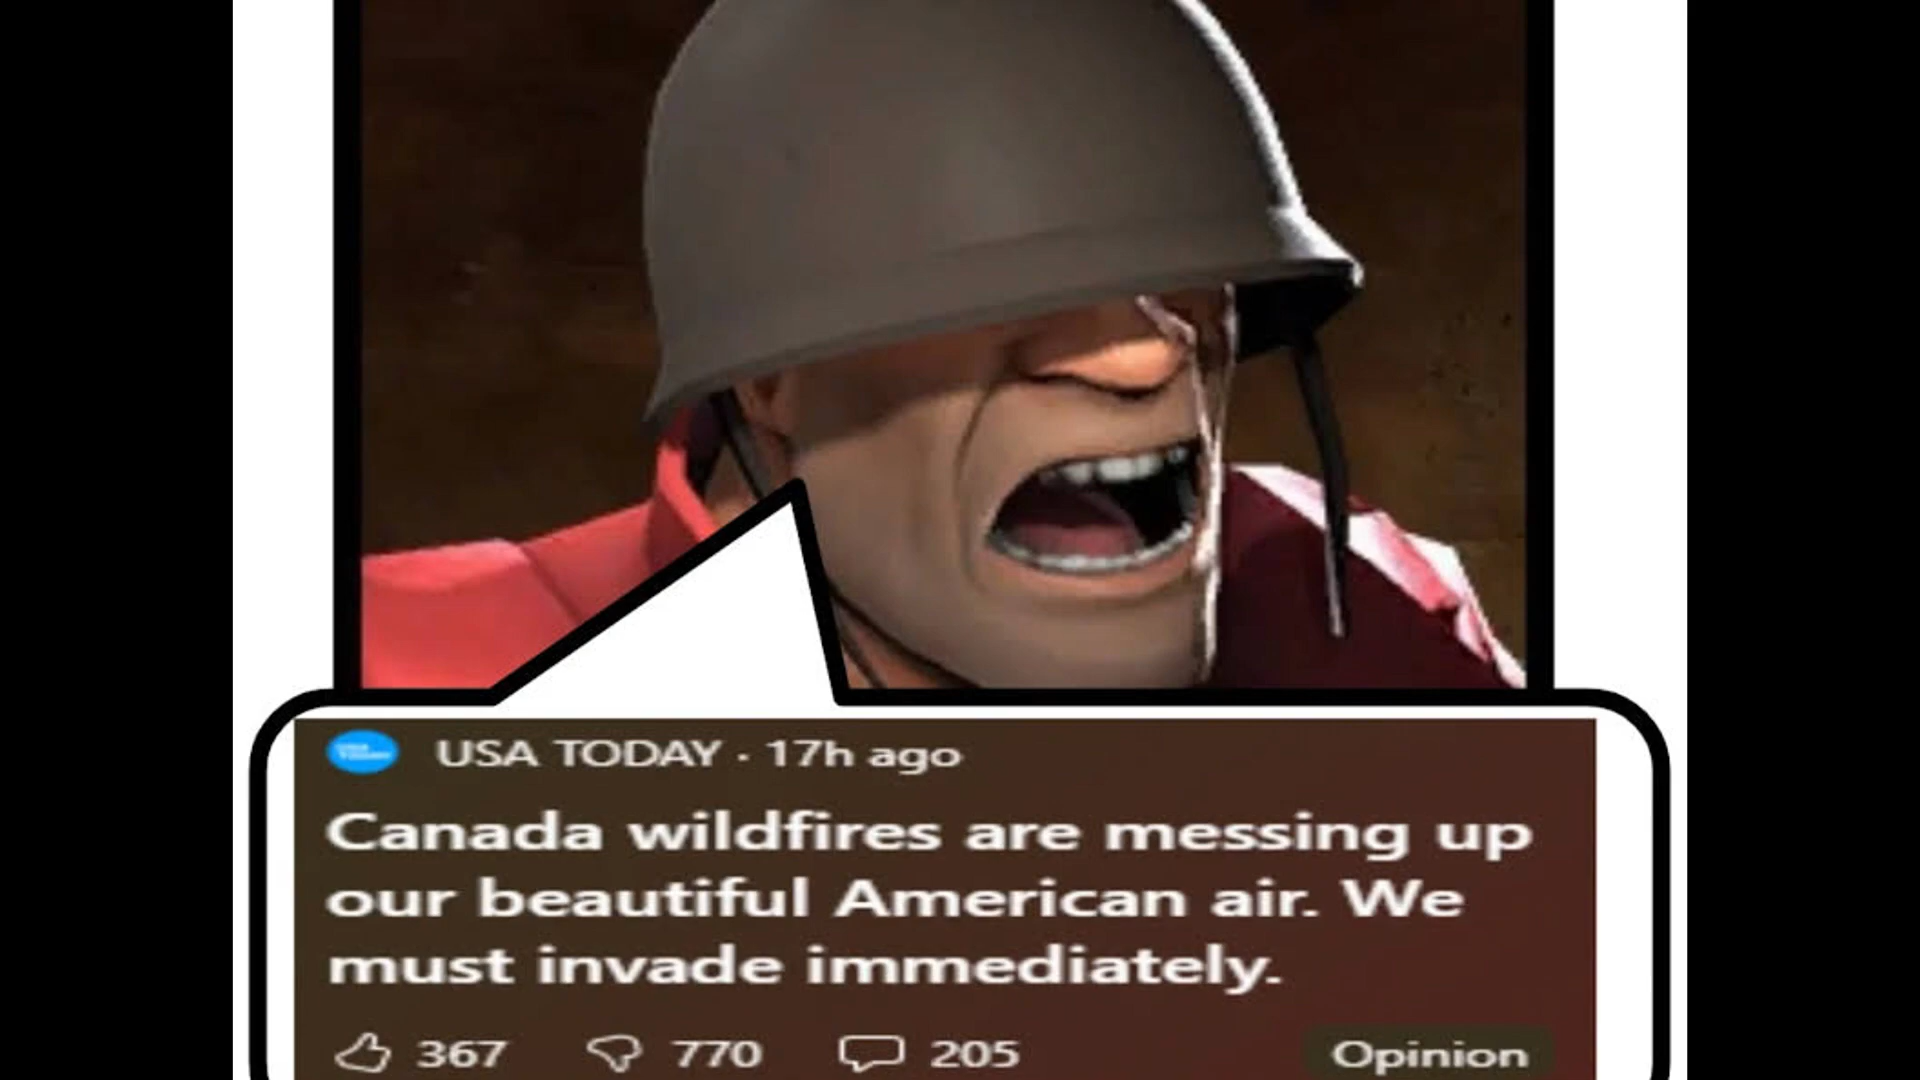 USA TODAY · 17h ago
Canada wildfires are messing up
our beautiful American air. We
must invade immediately.
367 770 205 Opinion